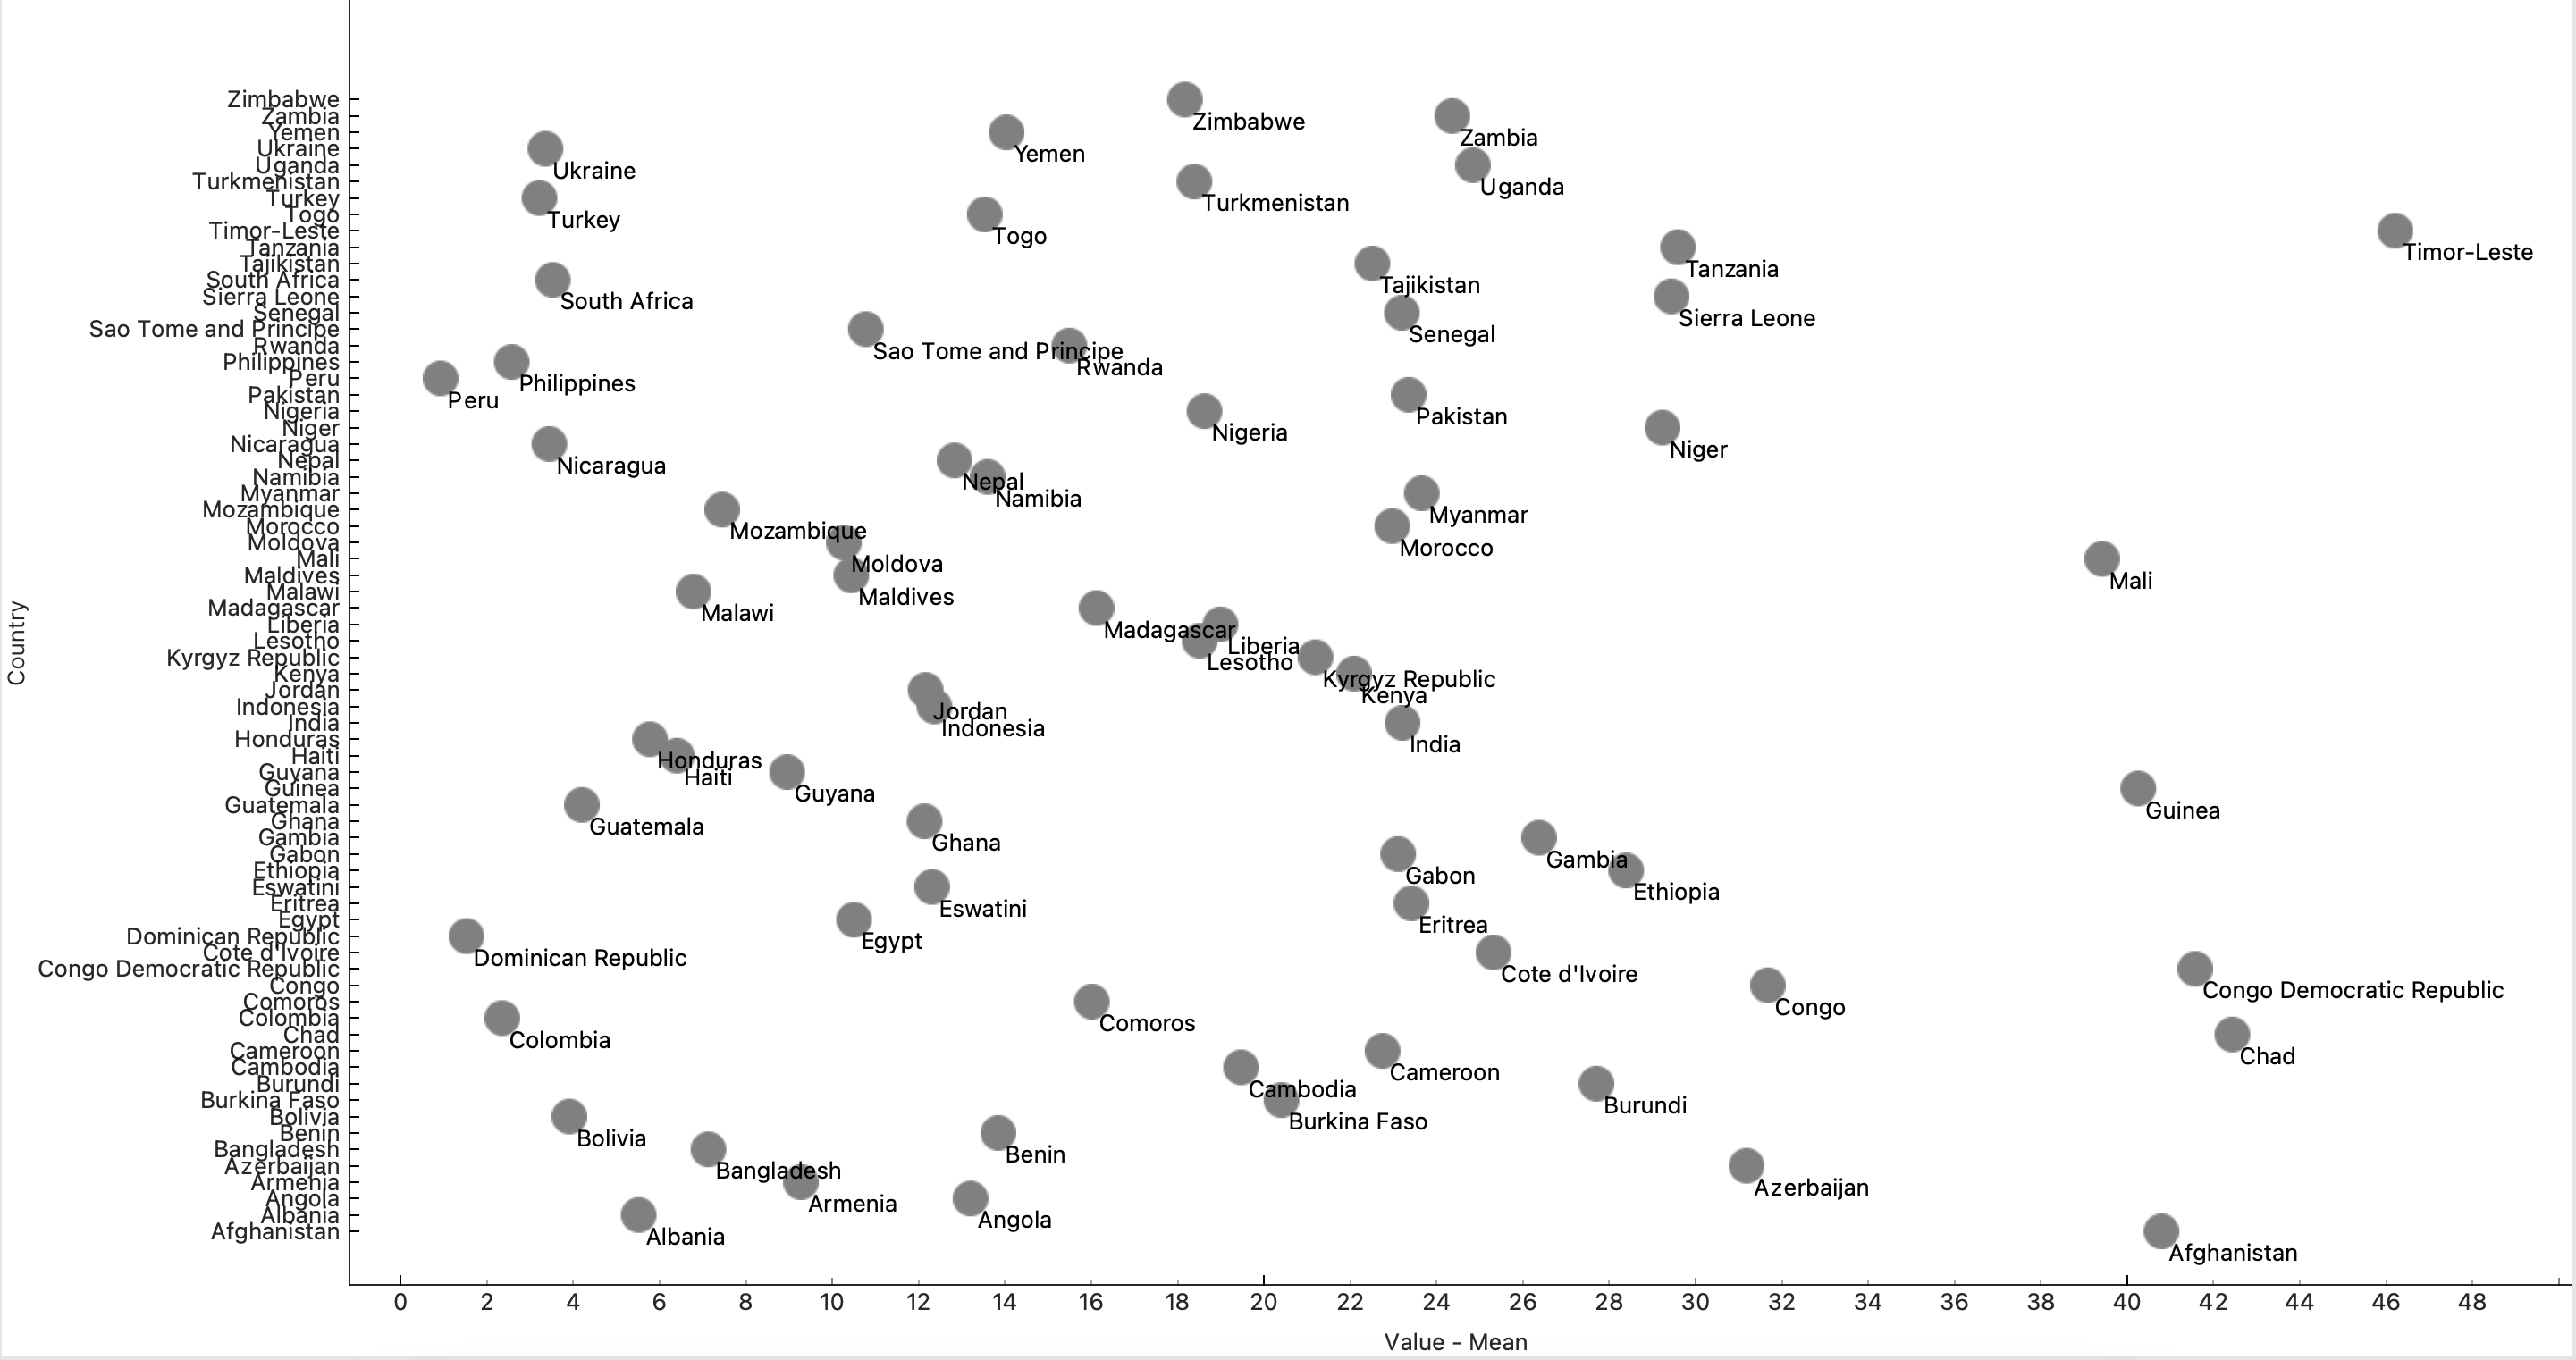 Country
Zimbabwe
Zambia
Yemen
Ukraine
Uganda
Turkmenistan
Turkey
Togo
Timor-Leste
Tanzania
Tajikistan
South Africa
Sierra Leone
Senegal
Sao Tome and Principe
Rwanda
Philippines
Peru
Pakistan
Nigeria
Niger
Nicaragua
Nepal
Namibia
Myanmar
Mozambique
Morocco
Moldova
Mali
Maldives
Malawi
Madagascar
Liberia
Lesotho
Kyrgyz Republic
Kenya
Jordan
Indonesia
India
Honduras
Haiti
Guyana
Guinea
Guatemala
Ghana
Gambia
Gabon
Ethiopia
Eswatini
Eritrea
Egypt
Dominican Republic
Cote d'Ivoire
Congo Democratic Republic
Congo
Comoros
Colombia
Chad
Cameroon
Cambodia
Burundi
Burkina Faso
Bolivia
Benin
Bangladesh
Azerbaijan
Armenia
Angola
Albania
Afghanistan
Zimbabwe
Zambia
Yemen
Ukraine
Uganda
Turkmenistan
Turkey
Togo
Timor-Leste
Tanzania
Tajikistan
South Africa
Sierra Leone
Senegal
Sao Tome and Principe
Rwanda
Philippines
Peru
Pakistan
Nigeria
Niger
Nicaragua
Nepal
Namibia
Myanmar
Mozambique
Morocco
Moldova
Mali
Maldives
Malawi
Madagascar
Liberia
Lesotho
Kyrgyz Republic
Kenya
Jordan
Indonesia
India
Honduras
Haiti
Guyana
Guinea
Guatemala
Ghana
Gambia
Gabon
Ethiopia
Eswatini
Eritrea
Egypt
Dominican Republic
Cote d'Ivoire
Congo Democratic Republic
Congo
Comoros
Colombia
Chad
Cameroon
Cambodia
Burundi
Burkina Faso
Bolivia
Benin
Bangladesh
Azerbaijan
Armenia
Angola
Albania
Afghanistan
0 2 4 6 8 10 12 14 16 18 20 22 24 26 28 30 32 34 36 38 40 42 44 46 48
Value - Mean